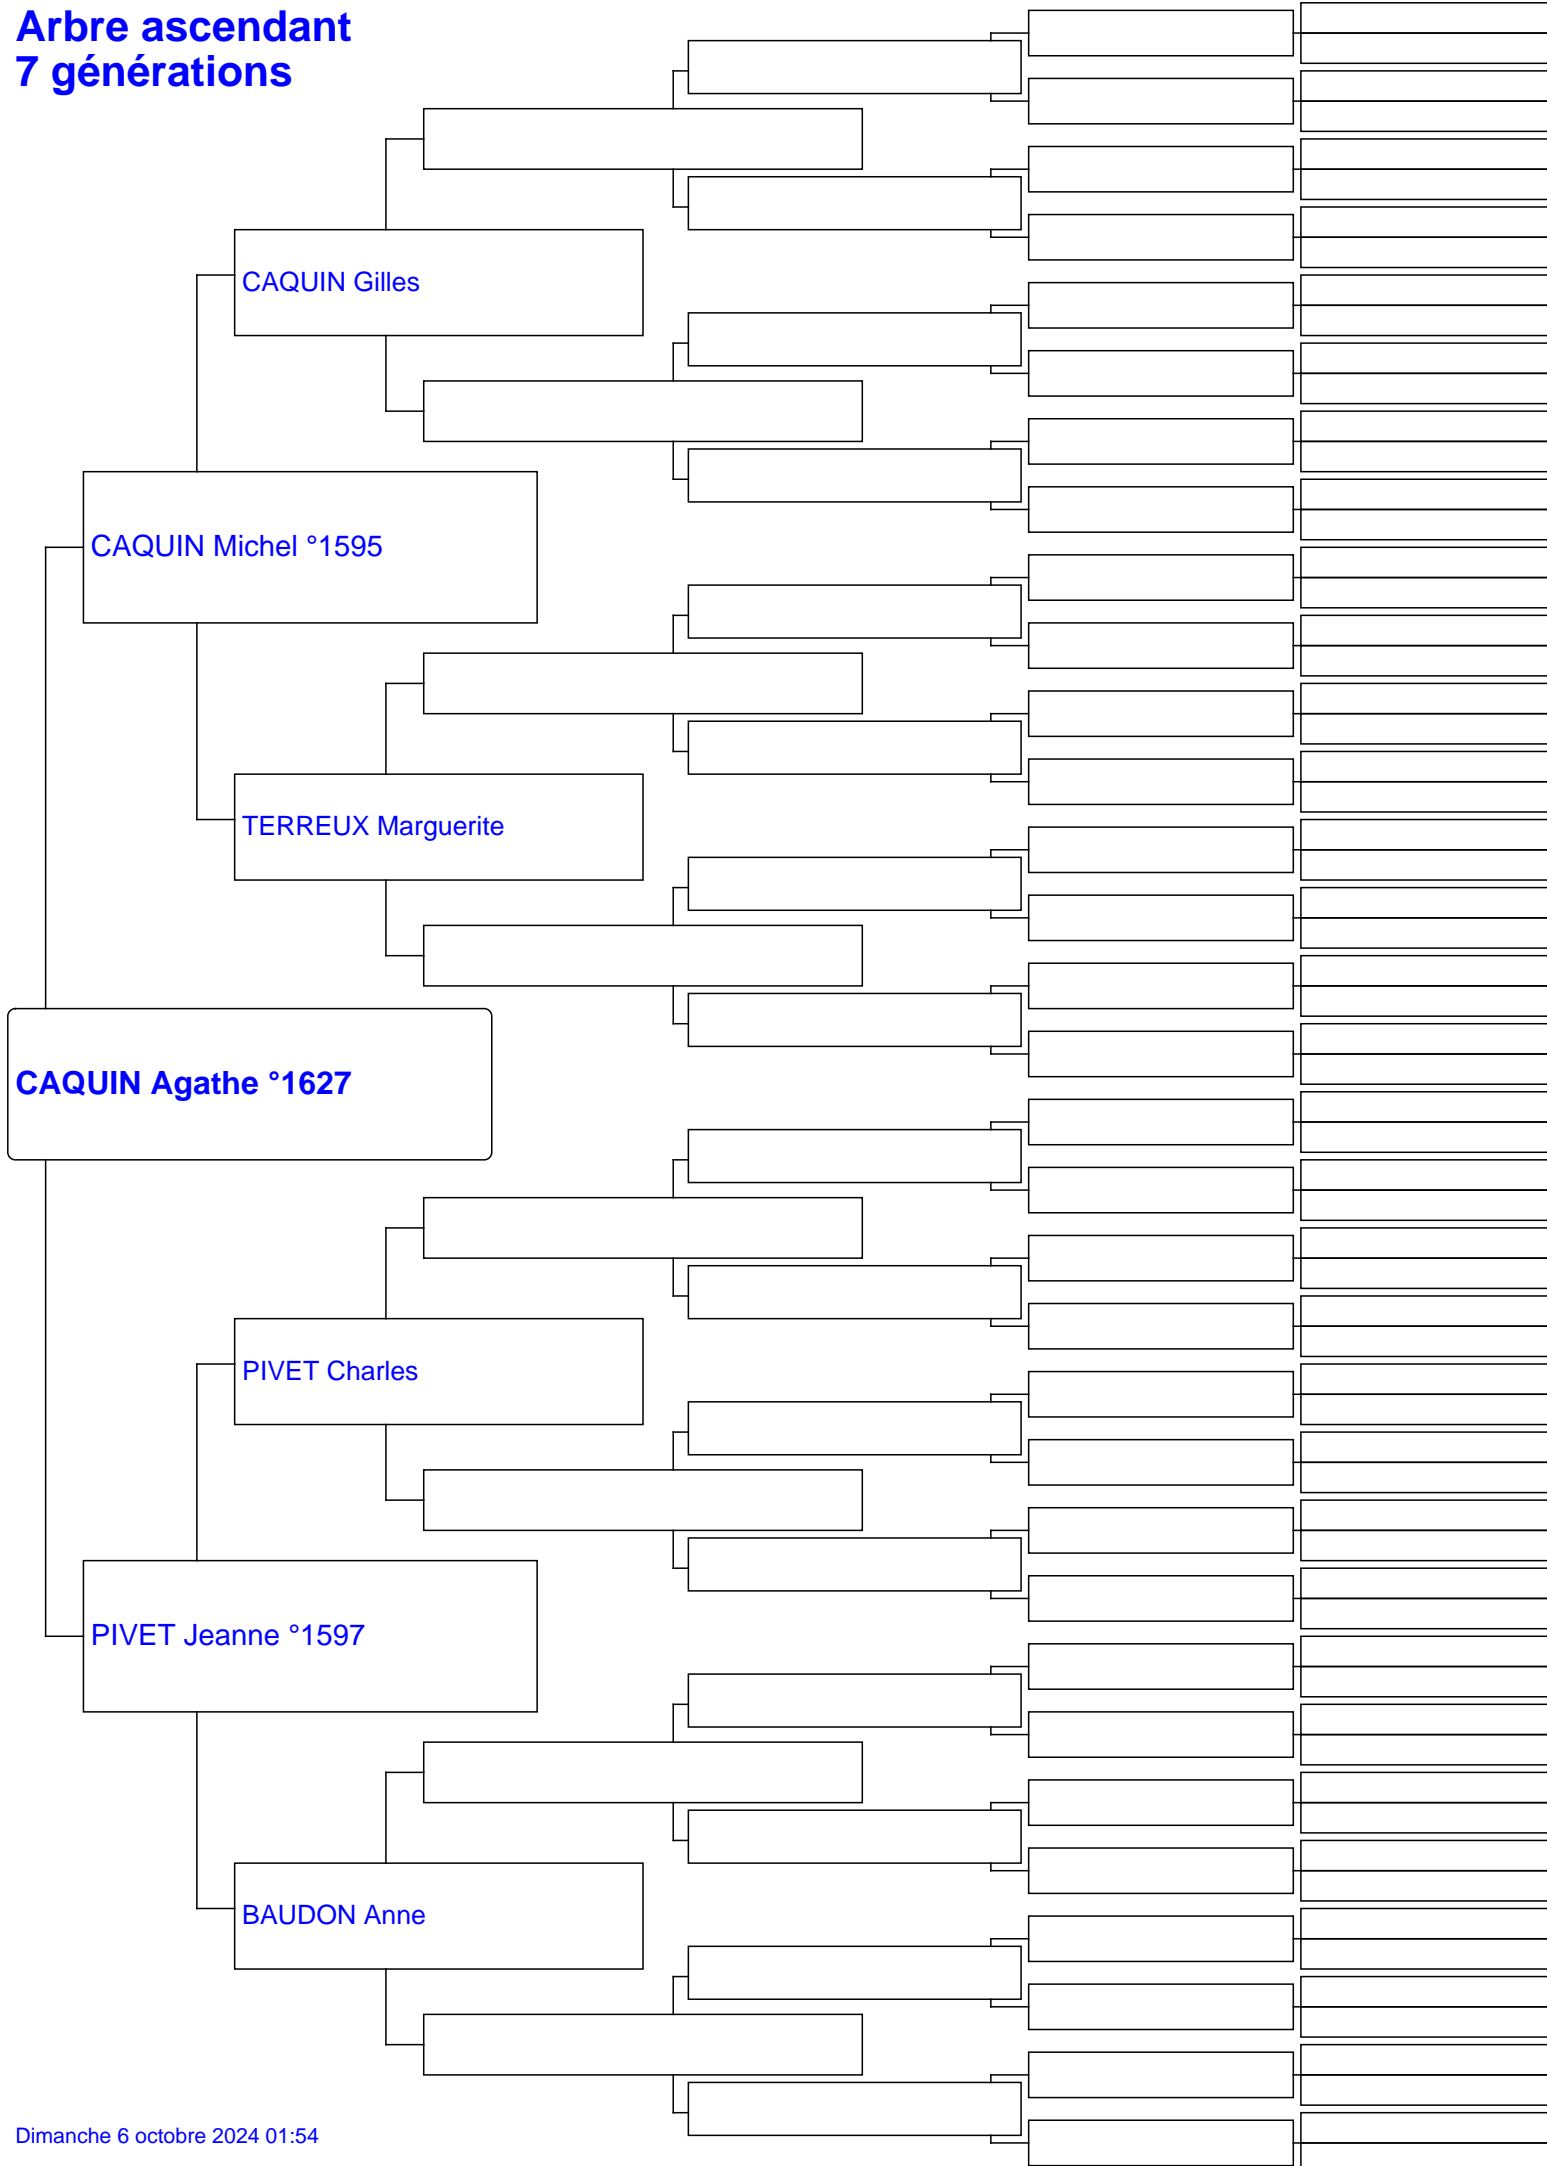 Arbre ascendant
7 générations
CAQUIN Gilles
CAQUIN Michel °1595
TERREUX Marguerite
CAQUIN Agathe °1627
PIVET Charles
PIVET Jeanne °1597
BAUDON Anne
Dimanche 6 octobre 2024 01:54